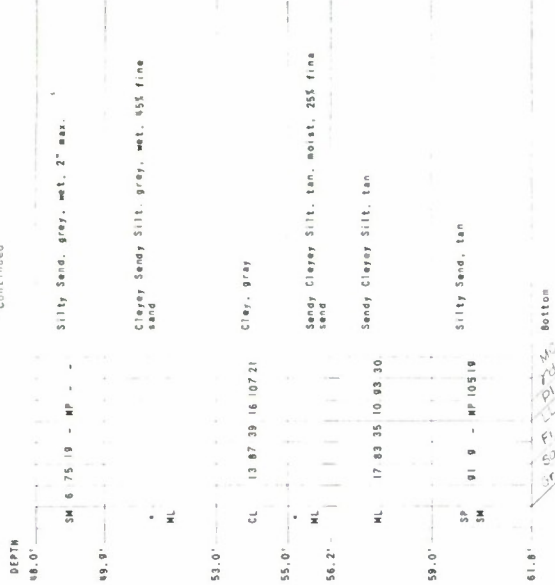 CONTINUED
DEPTH
48.0'
SM 6 75 19 - NP - - Silty Sand, grey, wet. 2" max.
49.9'
* Clayey Sandy Silt, grey, wet, 45% fine
ML sand
53.0'
CL 13 87 39 16 107 21 Clay, gray
55.0'
* Sandy Clayey Silt, tan, moist, 25% fine
ML sand
56.2'
ML 17 83 35 10 93 30 Sandy Clayey Silt, tan
59.0'
SP 91 9 - NP 105 19 Silty Sand, tan
SM
61.8' Bottom